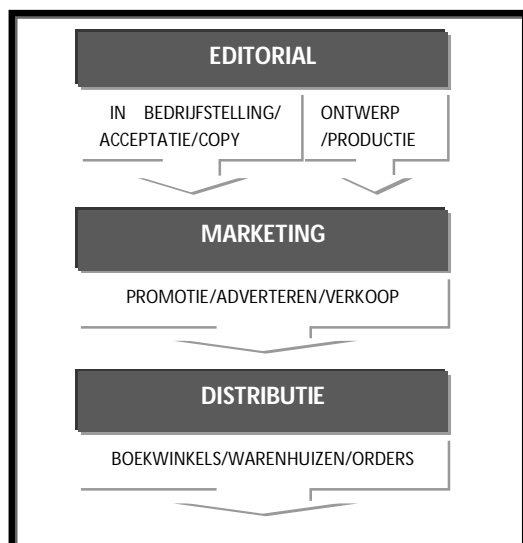 EDITORIAL
IN BEDRIJFSTELLING/
ACCEPTATIE/COPY
ONTWERP
/PRODUCTIE
MARKETING
PROMOTIE/ADVERTEREN/VERKOOP
DISTRIBUTIE
BOEKWINKELS/WARENHUIZEN/ORDERS